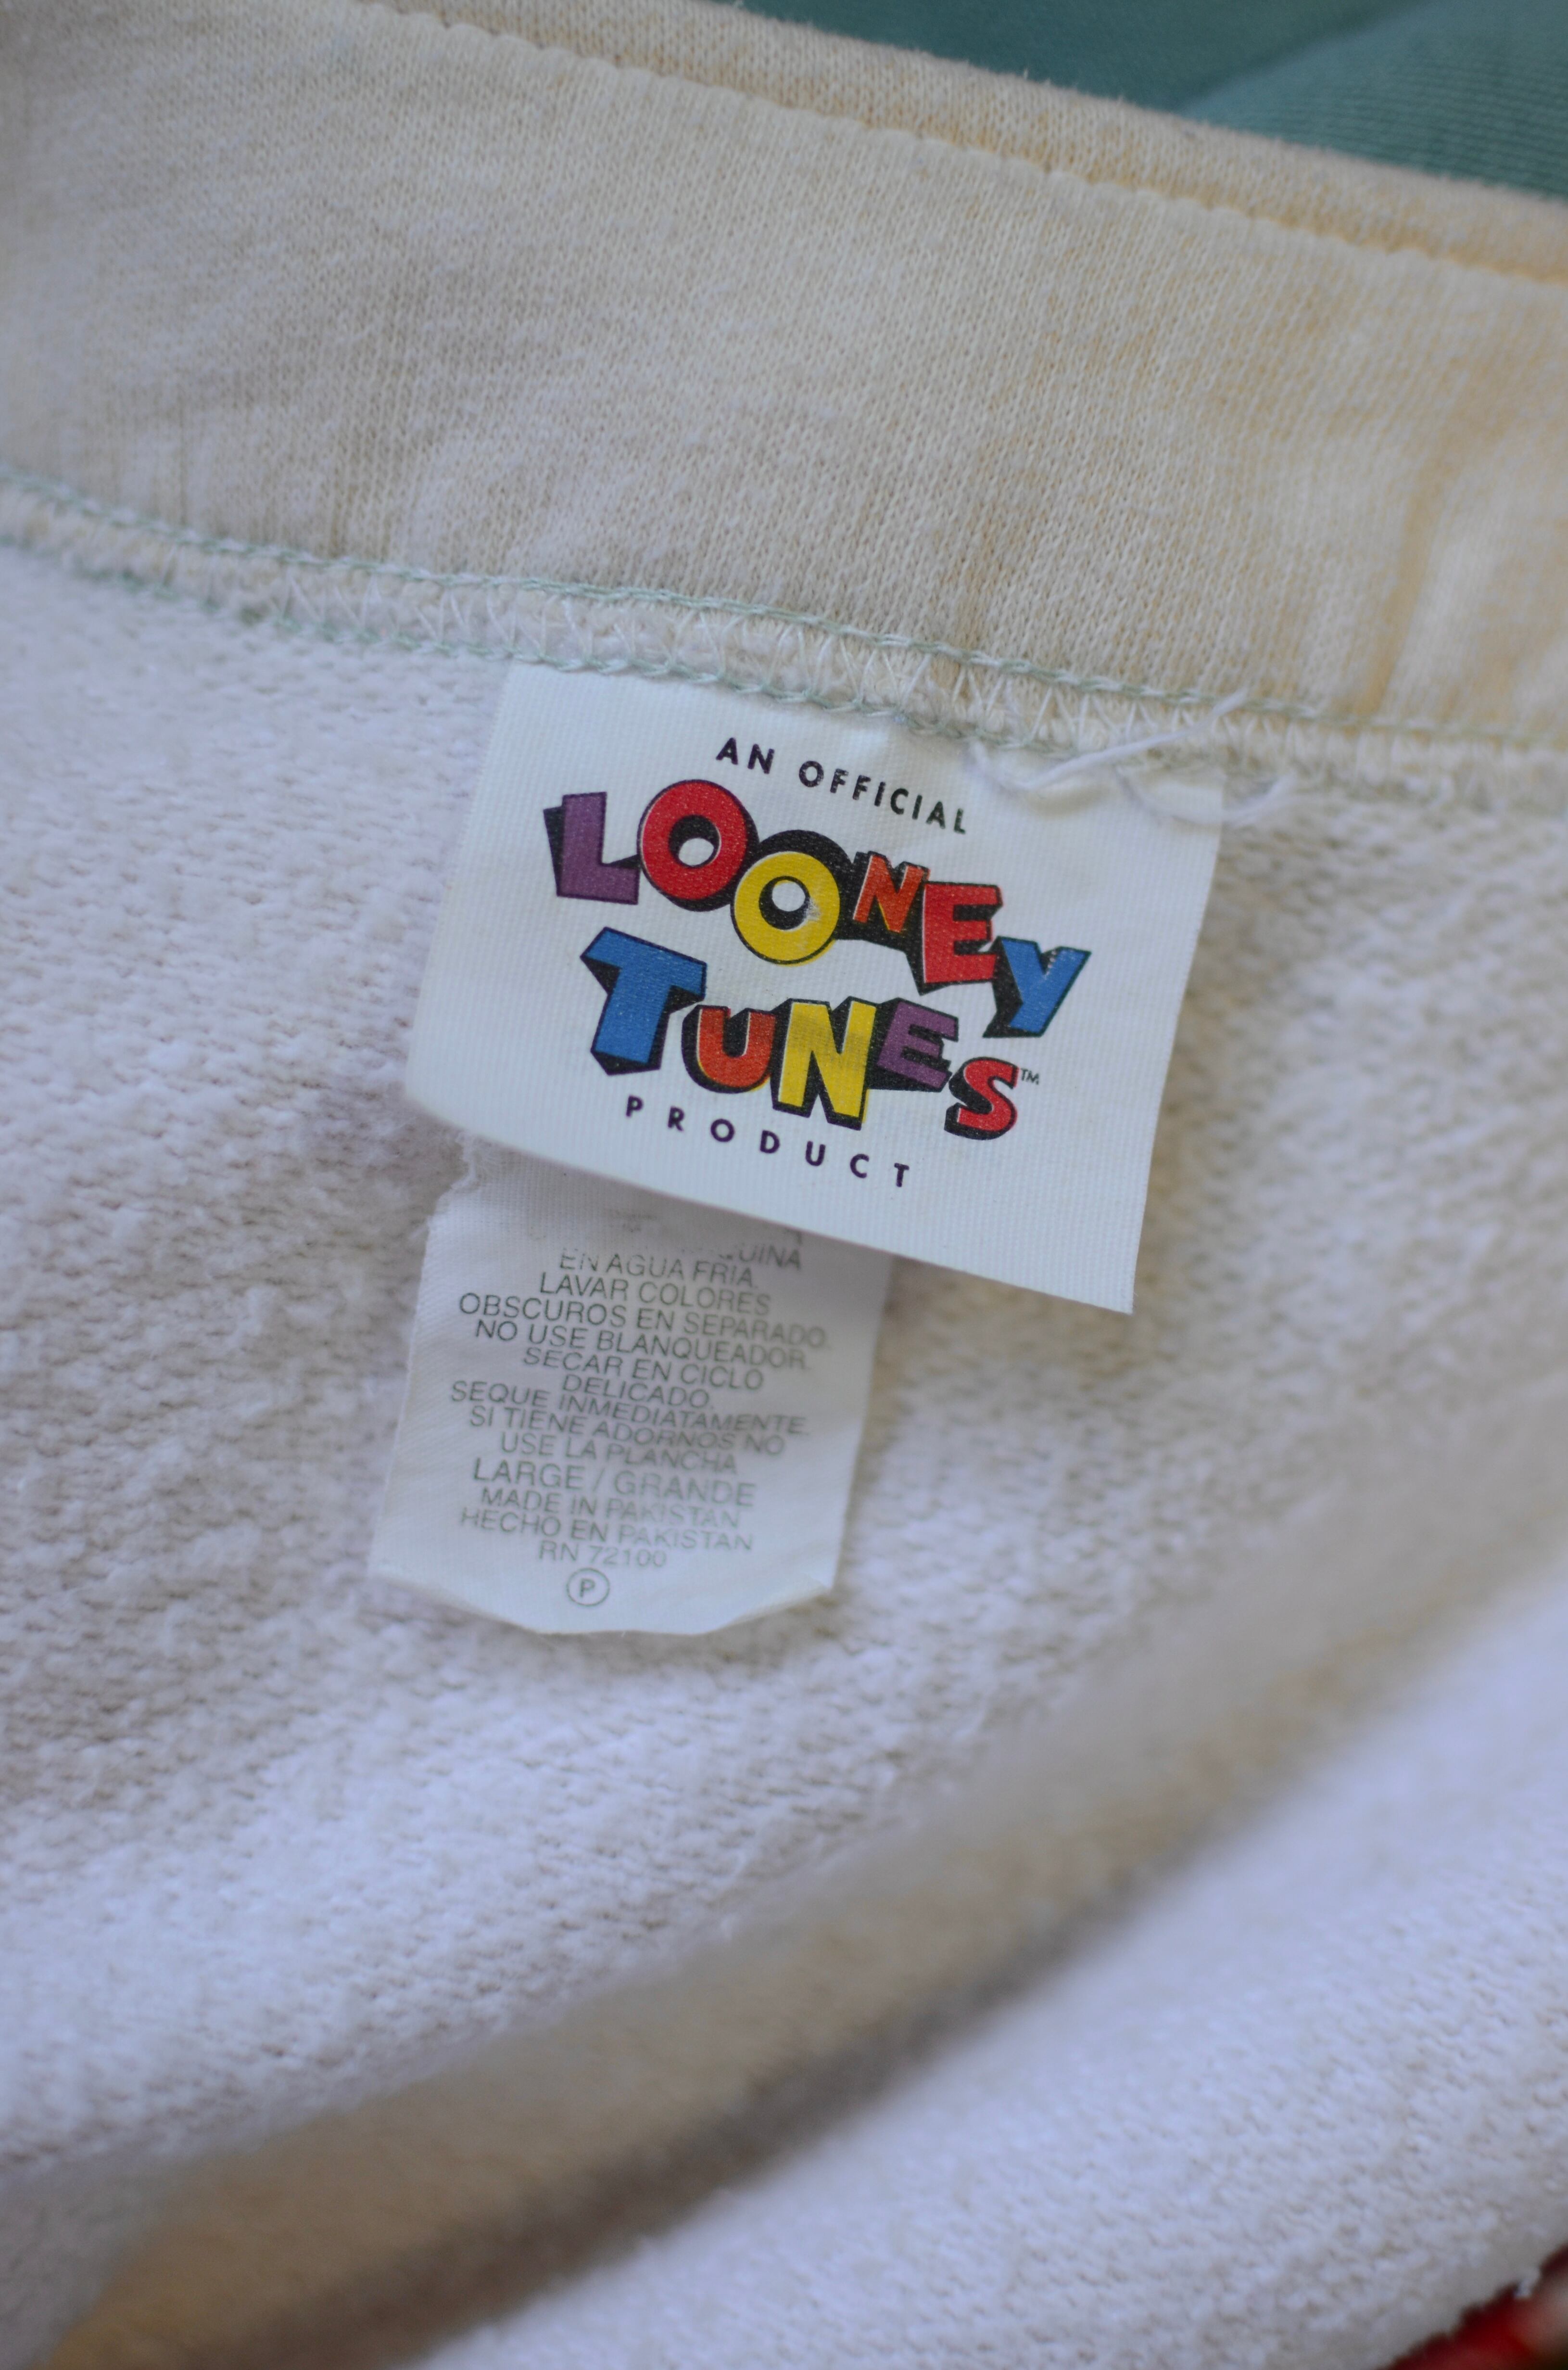 AN OFFICIAL
LOONEY
TUNES™
PRODUCT
EN AGUA FRIA.
LAVAR COLORES
OBSCUROS EN SEPARADO.
NO USE BLANQUEADOR.
SECAR EN CICLO
DELICADO.
SEQUE INMEDIATAMENTE.
SI TIENE ADORNOS NO
USE LA PLANCHA
LARGE / GRANDE
MADE IN PAKISTAN
HECHO EN PAKISTAN
RN 72100
P